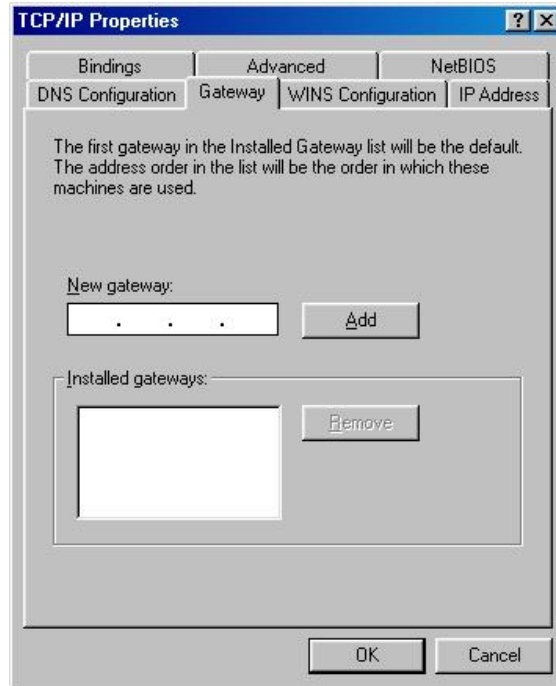 TCP/IP Properties
Bindings Advanced NetBIOS
DNS Configuration Gateway WINS Configuration IP Address
The first gateway in the Installed Gateway list will be the default.
The address order in the list will be the order in which these
machines are used.
New gateway:
. . .
Add
Installed gateways:
Remove
OK Cancel